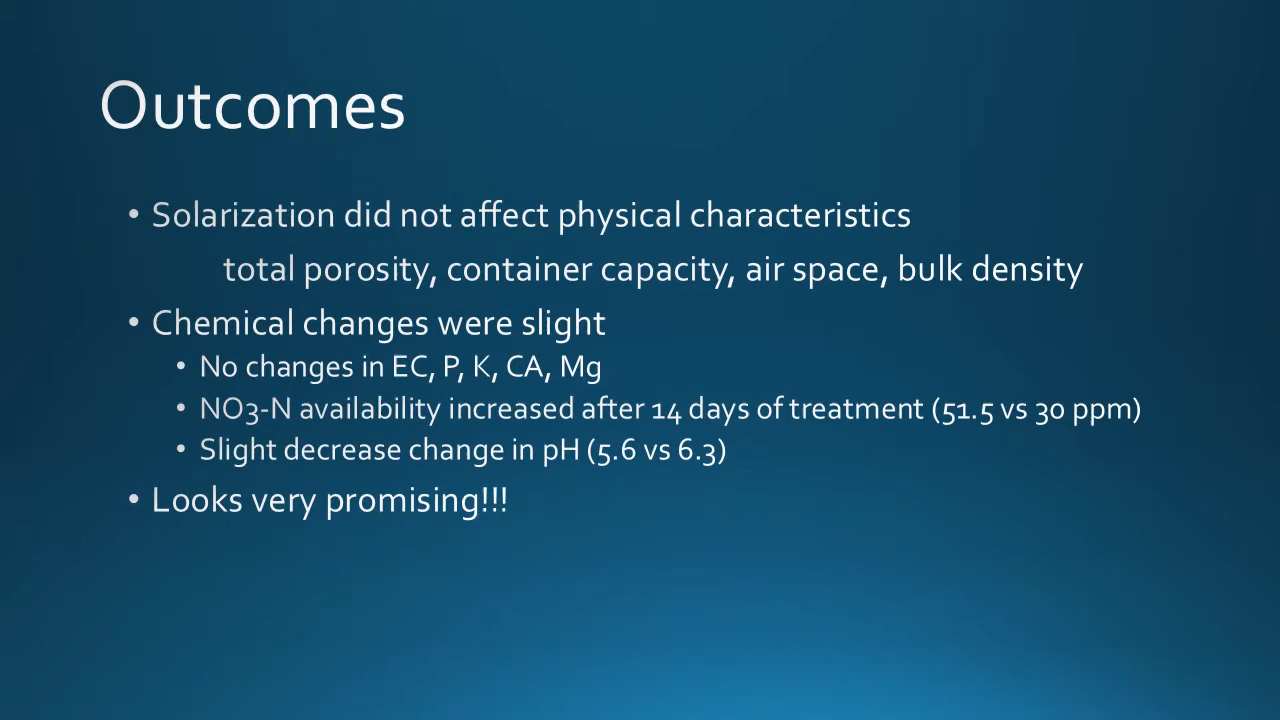 Outcomes
• Solarization did not affect physical characteristics
total porosity, container capacity, air space, bulk density
• Chemical changes were slight
• No changes in EC, P, K, CA, Mg
• NO3-N availability increased after 14 days of treatment (51.5 vs 30 ppm)
• Slight decrease change in pH (5.6 vs 6.3)
• Looks very promising!!!